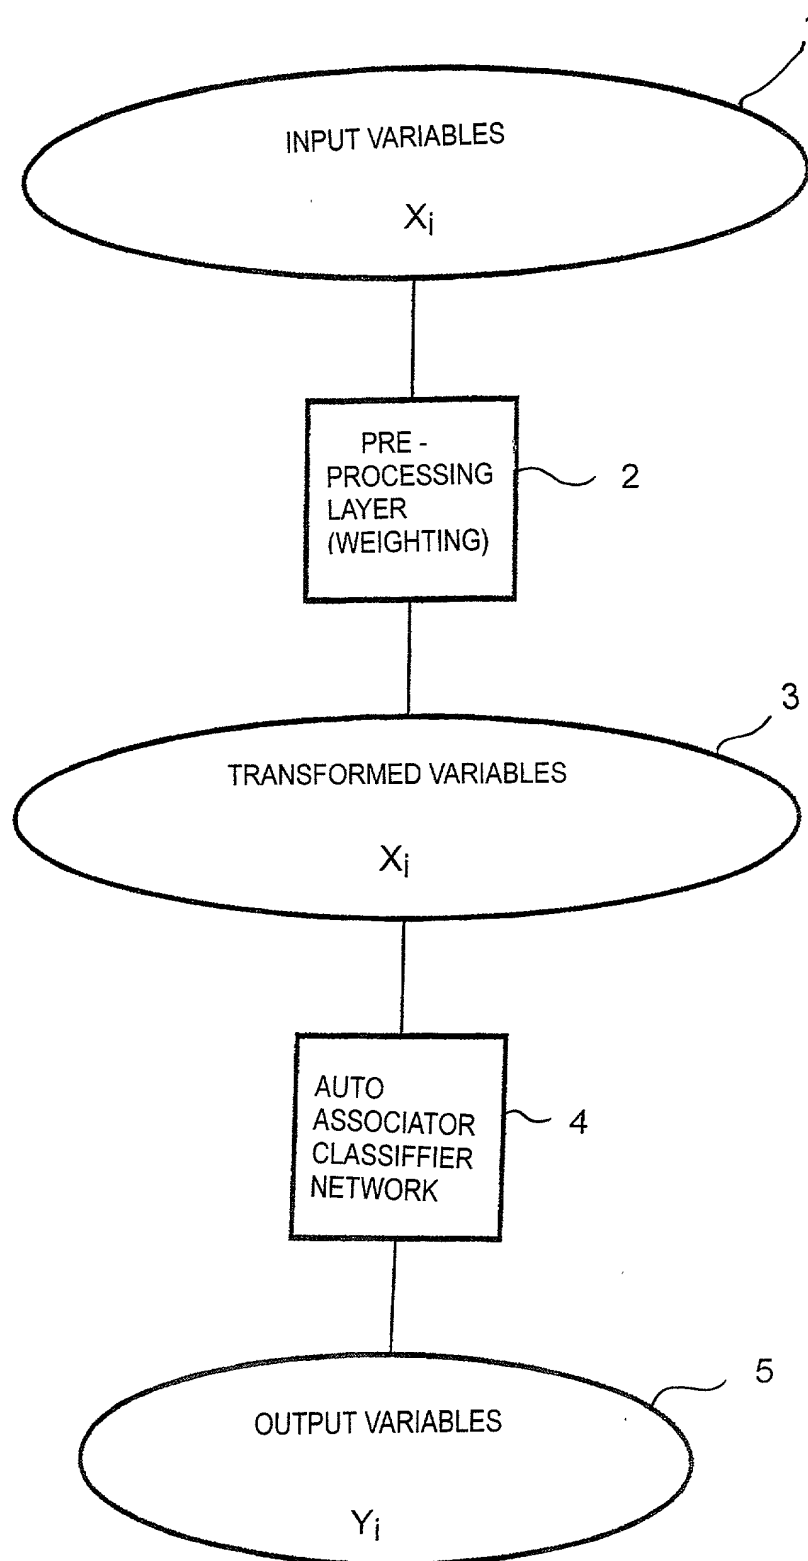 INPUT VARIABLES
Xi
PRE -
PROCESSING
LAYER
(WEIGHTING)
2
3
TRANSFORMED VARIABLES
Xi
AUTO
ASSOCIATOR
CLASSIFFIER
NETWORK
4
5
OUTPUT VARIABLES
Yi